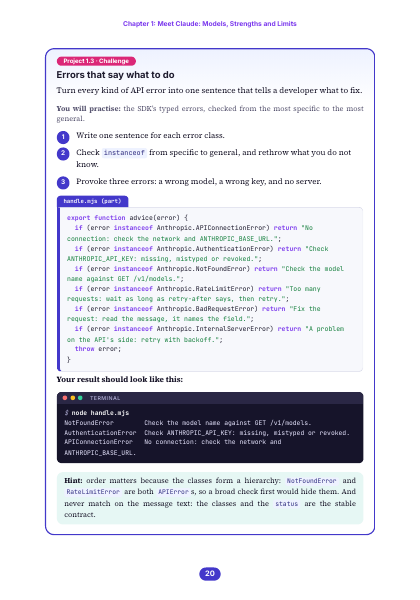 Chapter 1: Meet Claude: Models, Strengths and Limits
Project 1.3 · Challenge
Errors that say what to do
Turn every kind of API error into one sentence that tells a developer what to fix.
You will practise: the SDK's typed errors, checked from the most specific to the most
general.
1 Write one sentence for each error class.
2 Check instanceof from specific to general, and rethrow what you do not
know.
3 Provoke three errors: a wrong model, a wrong key, and no server.
handle.mjs (part)
export function advice(error) {
if (error instanceof Anthropic.APIConnectionError) return "No
connection: check the network and ANTHROPIC_BASE_URL.";
if (error instanceof Anthropic.AuthenticationError) return "Check
ANTHROPIC_API_KEY: missing, mistyped or revoked.";
if (error instanceof Anthropic.NotFoundError) return "Check the model
name against GET /v1/models.";
if (error instanceof Anthropic.RateLimitError) return "Too many
requests: wait as long as retry-after says, then retry.";
if (error instanceof Anthropic.BadRequestError) return "Fix the
request: read the message, it names the field.";
if (error instanceof Anthropic.InternalServerError) return "A problem
on the API's side: retry with backoff.";
throw error;
}
Your result should look like this:
TERMINAL
$ node handle.mjs
NotFoundError Check the model name against GET /v1/models.
AuthenticationError Check ANTHROPIC_API_KEY: missing, mistyped or revoked.
APIConnectionError No connection: check the network and
ANTHROPIC_BASE_URL.
Hint: order matters because the classes form a hierarchy: NotFoundError and
RateLimitError are both APIError s, so a broad check first would hide them. And
never match on the message text: the classes and the status are the stable
contract.
20